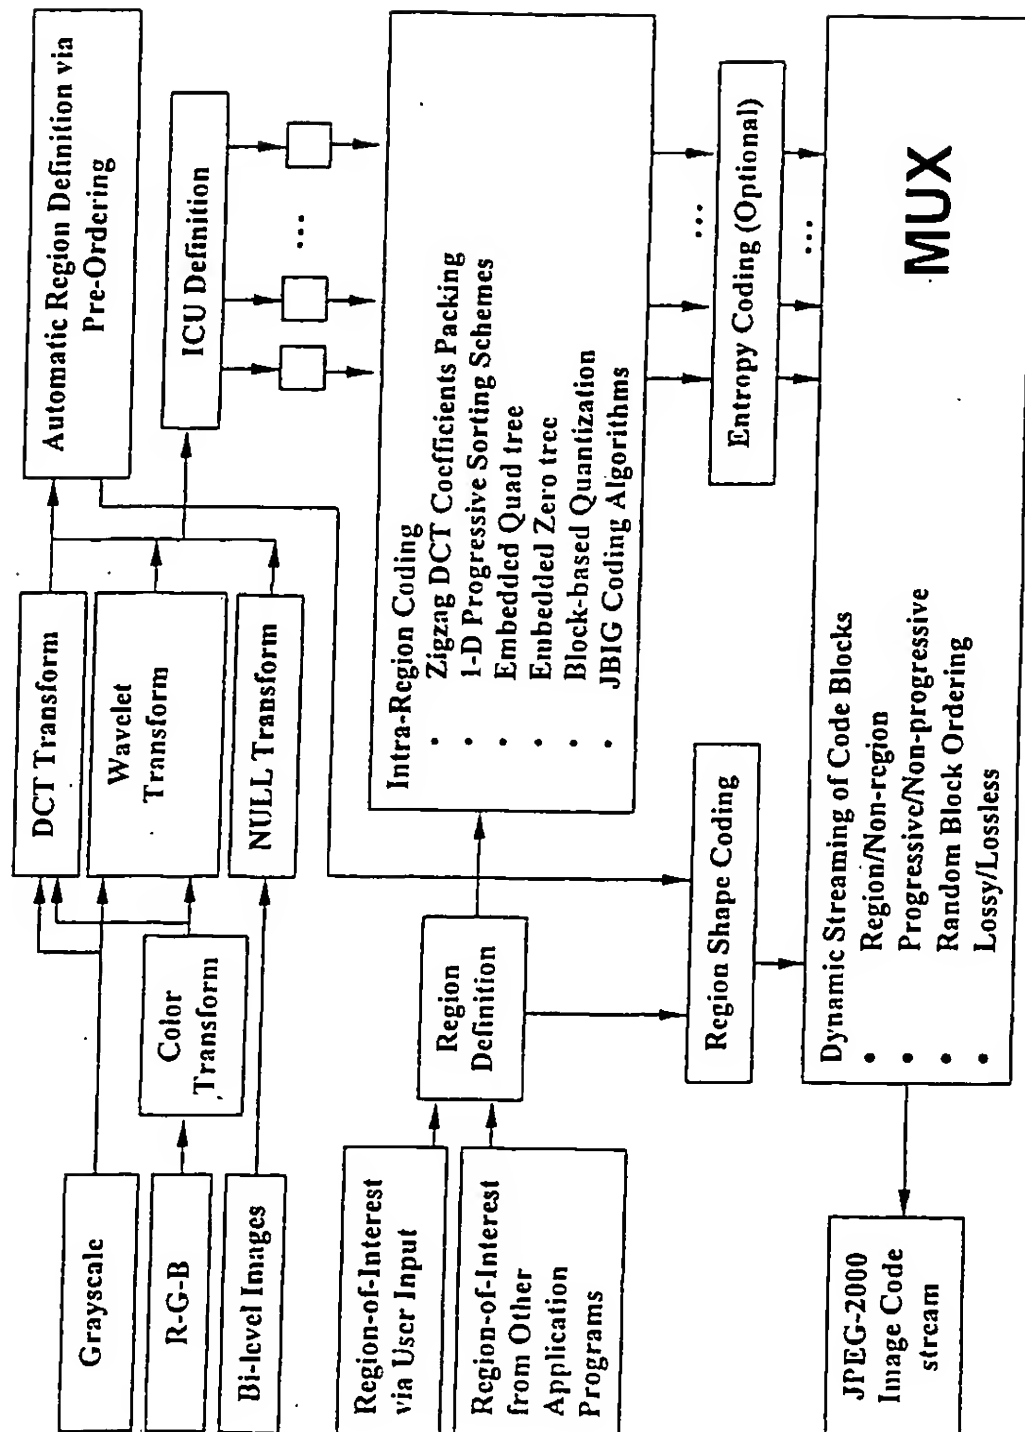 Grayscale
R-G-B
Bi-level Images
Color
Transform
DCT Transform
Wavelet
Transform
NULL Transform
Automatic Region Definition via
Pre-Ordering
ICU Definition
...
Region-of-Interest
via User Input
Region-of-Interest
from Other
Application
Programs
Region
Definition
Intra-Region Coding
• Zigzag DCT Coefficients Packing
• 1-D Progressive Sorting Schemes
• Embedded Quad tree
• Embedded Zero tree
• Block-based Quantization
• JBIG Coding Algorithms
...
Region Shape Coding
Entropy Coding (Optional)
...
Dynamic Streaming of Code Blocks
• Region/Non-region
• Progressive/Non-progressive
• Random Block Ordering
• Lossy/Lossless
MUX
JPEG-2000
Image Code
stream